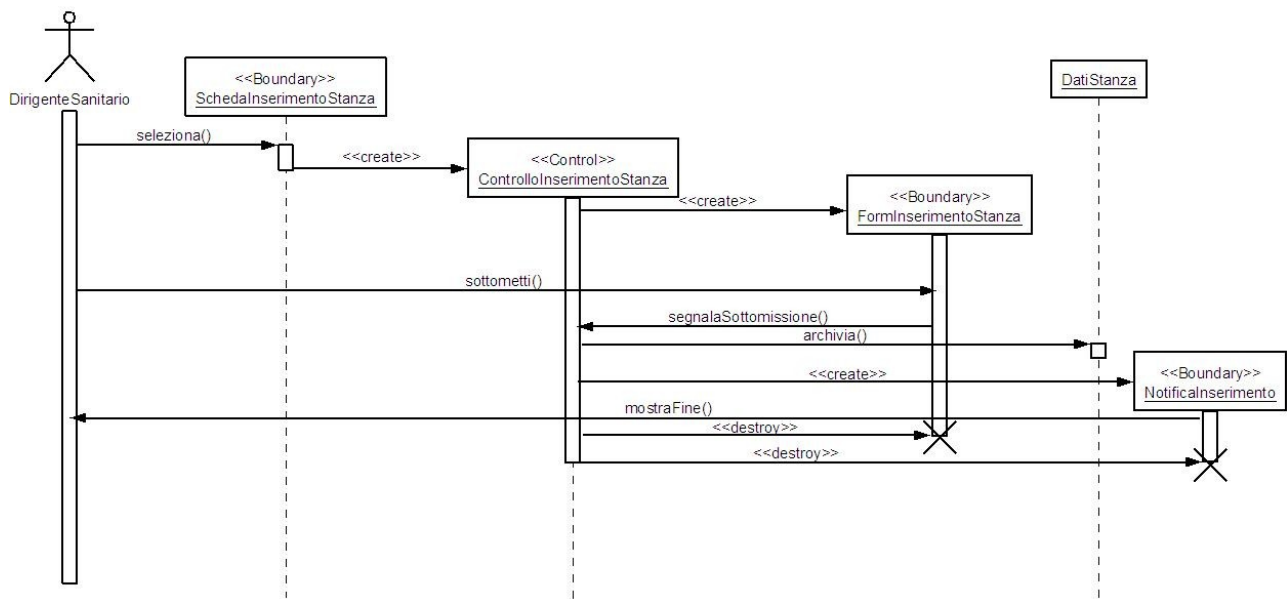 <<Boundary>>
SchedaInserimentoStanza
DatiStanza
DirigenteSanitario
seleziona()
<<create>>
<<Control>>
ControlloInserimentoStanza
<<create>>
<<Boundary>>
FormInserimentoStanza
sottometti()
segnalaSottomissione()
archivia()
<<create>>
<<Boundary>>
NotificaInserimento
mostraFine()
<<destroy>>
<<destroy>>